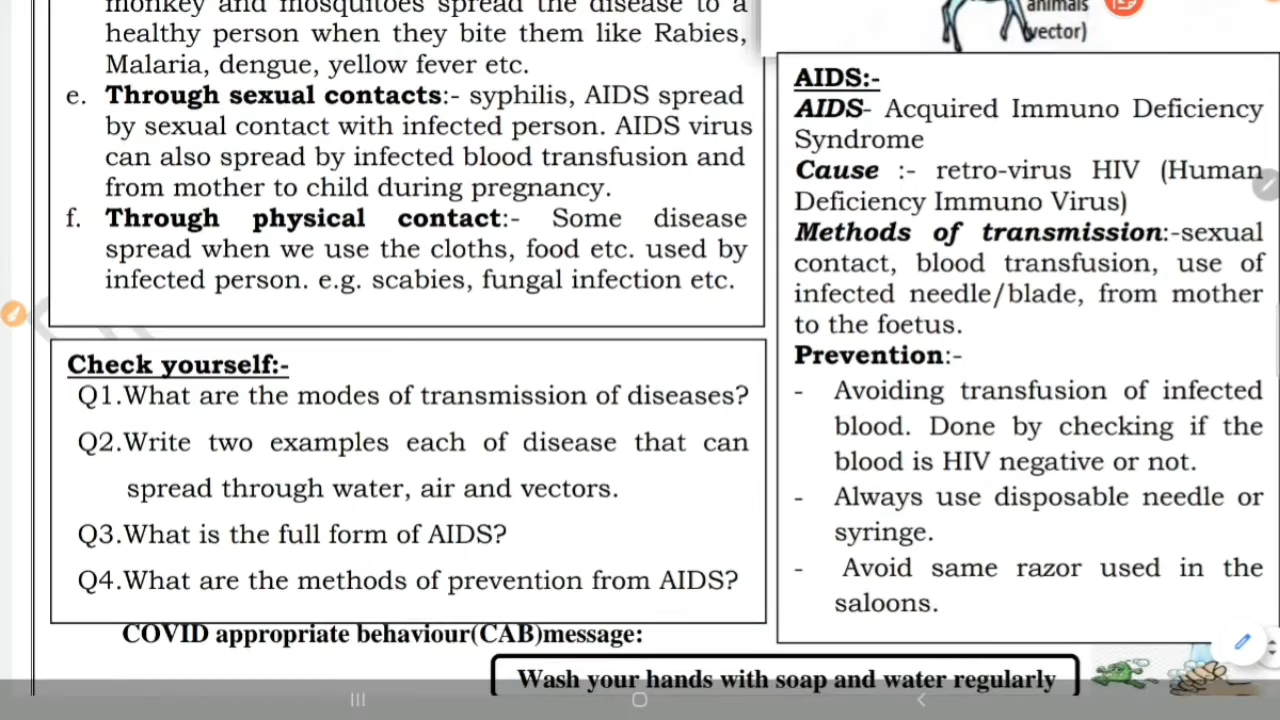 monkey and mosquitoes spread the disease to a
healthy person when they bite them like Rabies,
Malaria, dengue, yellow fever etc.
e. Through sexual contacts:- syphilis, AIDS spread
by sexual contact with infected person. AIDS virus
can also spread by infected blood transfusion and
from mother to child during pregnancy.
f. Through physical contact:- Some disease
spread when we use the cloths, food etc. used by
infected person. e.g. scabies, fungal infection etc.
Check yourself:-
Q1.What are the modes of transmission of diseases?
Q2.Write two examples each of disease that can
spread through water, air and vectors.
Q3.What is the full form of AIDS?
Q4.What are the methods of prevention from AIDS?
animals
vector)
AIDS:-
AIDS- Acquired Immuno Deficiency
Syndrome
Cause :- retro-virus HIV (Human
Deficiency Immuno Virus)
Methods of transmission:-sexual
contact, blood transfusion, use of
infected needle/blade, from mother
to the foetus.
Prevention:-
- Avoiding transfusion of infected
blood. Done by checking if the
blood is HIV negative or not.
- Always use disposable needle or
syringe.
- Avoid same razor used in the
saloons.
COVID appropriate behaviour(CAB)message:
Wash your hands with soap and water regularly